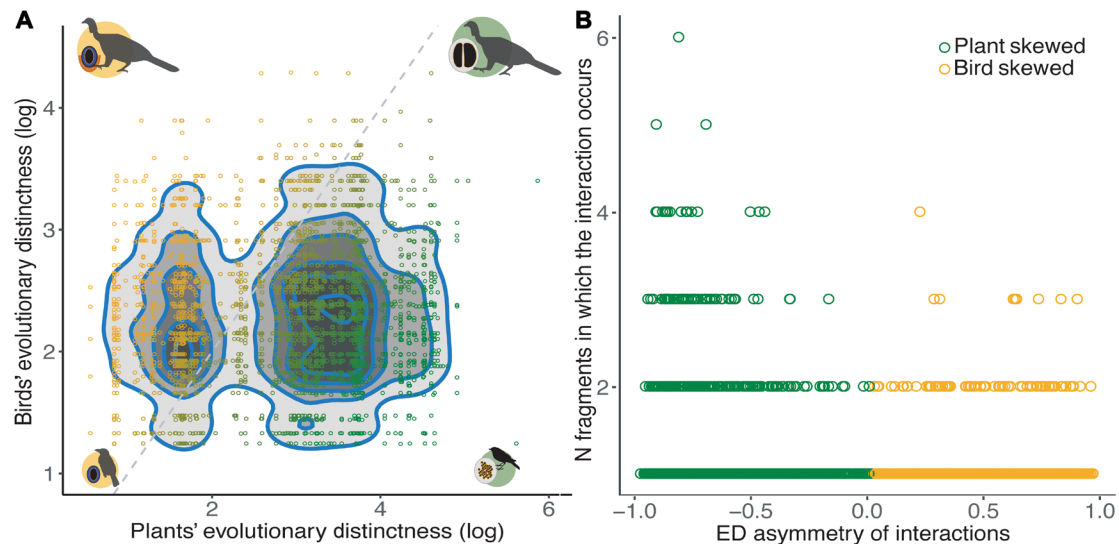 A
Birds' evolutionary distinctness (log)
4
3
2
1
2
4
6
Plants' evolutionary distinctness (log)
B
N fragments in which the interaction occurs
6
4
2
Plant skewed
Bird skewed
−1.0
−0.5
0.0
0.5
1.0
ED asymmetry of interactions